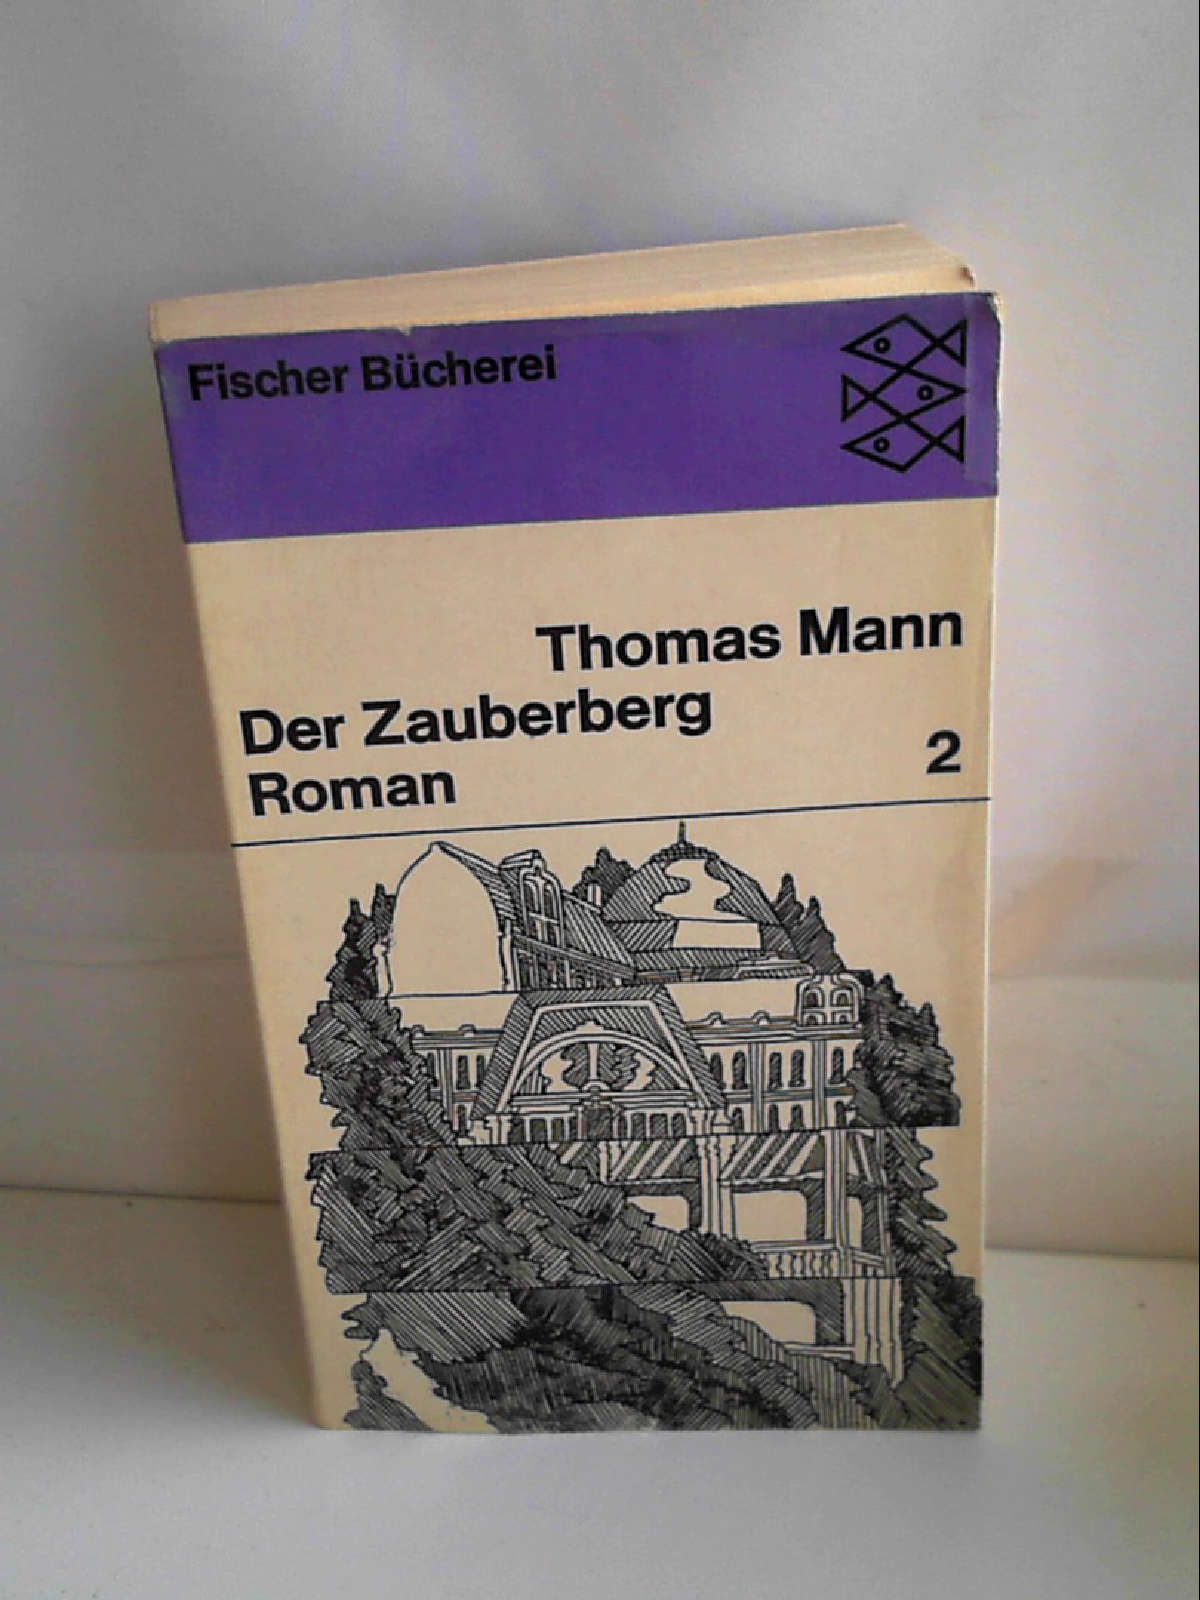 Fischer Bücherei
Thomas Mann
Der Zauberberg
Roman 2